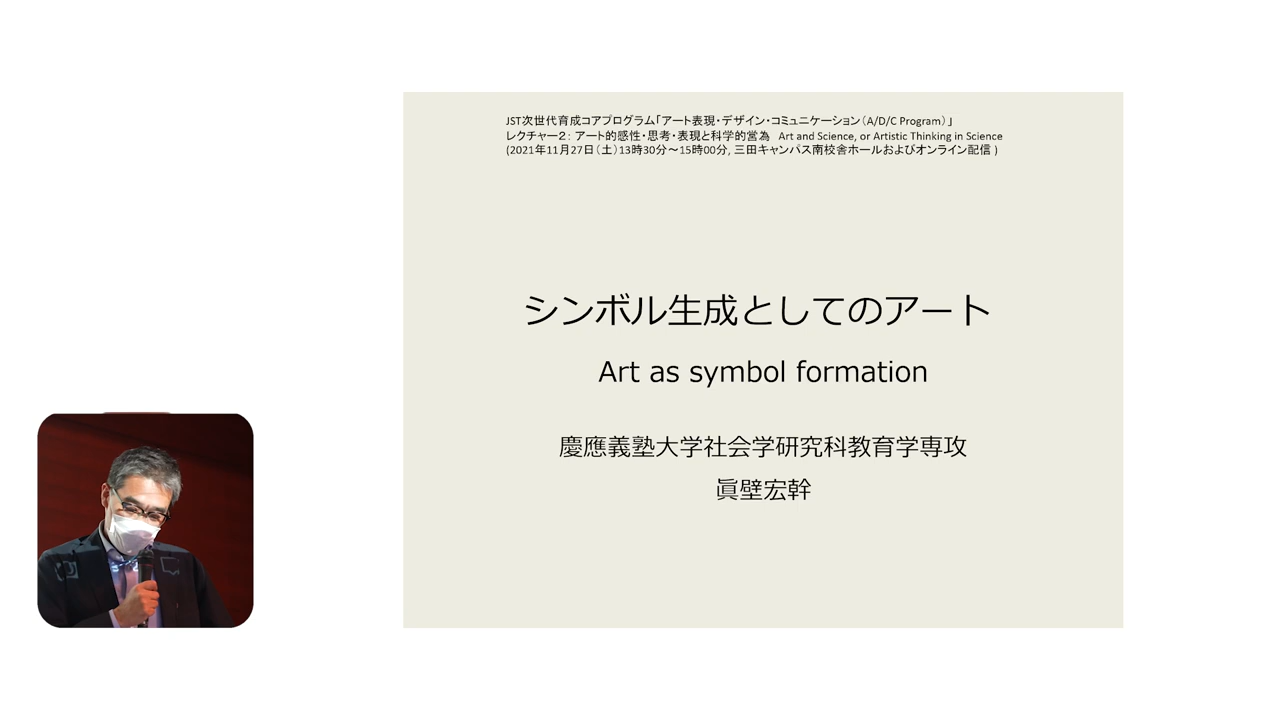 JST次世代育成コアプログラム「アート表現・デザイン・コミュニケーション（A/D/C Program）」
レクチャー２： アート的感性・思考・表現と科学的営為 Art and Science, or Artistic Thinking in Science
(2021年11月27日（土）13時30分～15時00分, 三田キャンパス南校舎ホールおよびオンライン配信 )
シンボル生成としてのアート
Art as symbol formation
慶應義塾大学社会学研究科教育学専攻
眞壁宏幹